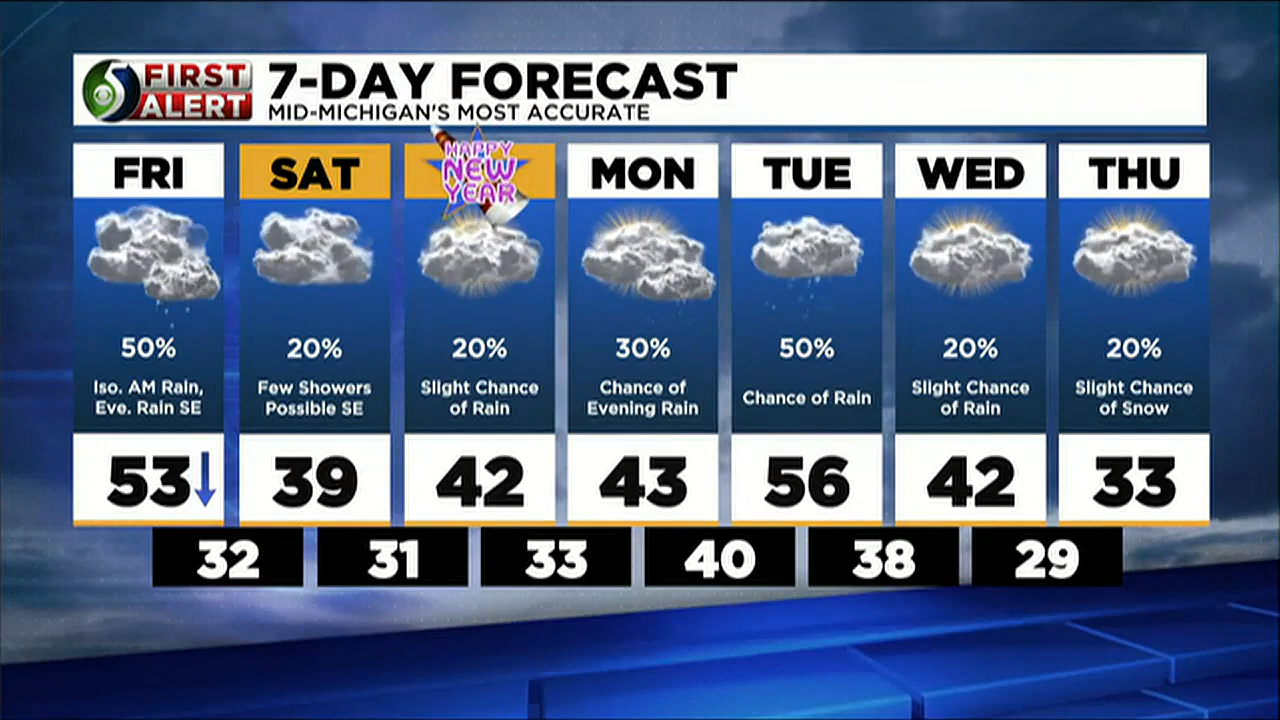 5 FIRST ALERT
7-DAY FORECAST
MID-MICHIGAN'S MOST ACCURATE
FRI
50%
Iso. AM Rain,
Eve. Rain SE
53
SAT
20%
Few Showers
Possible SE
39
HAPPY
NEW
YEAR
20%
Slight Chance
of Rain
42
MON
30%
Chance of
Evening Rain
43
TUE
50%
Chance of Rain
56
WED
20%
Slight Chance
of Rain
42
THU
20%
Slight Chance
of Snow
33
32 31 33 40 38 29